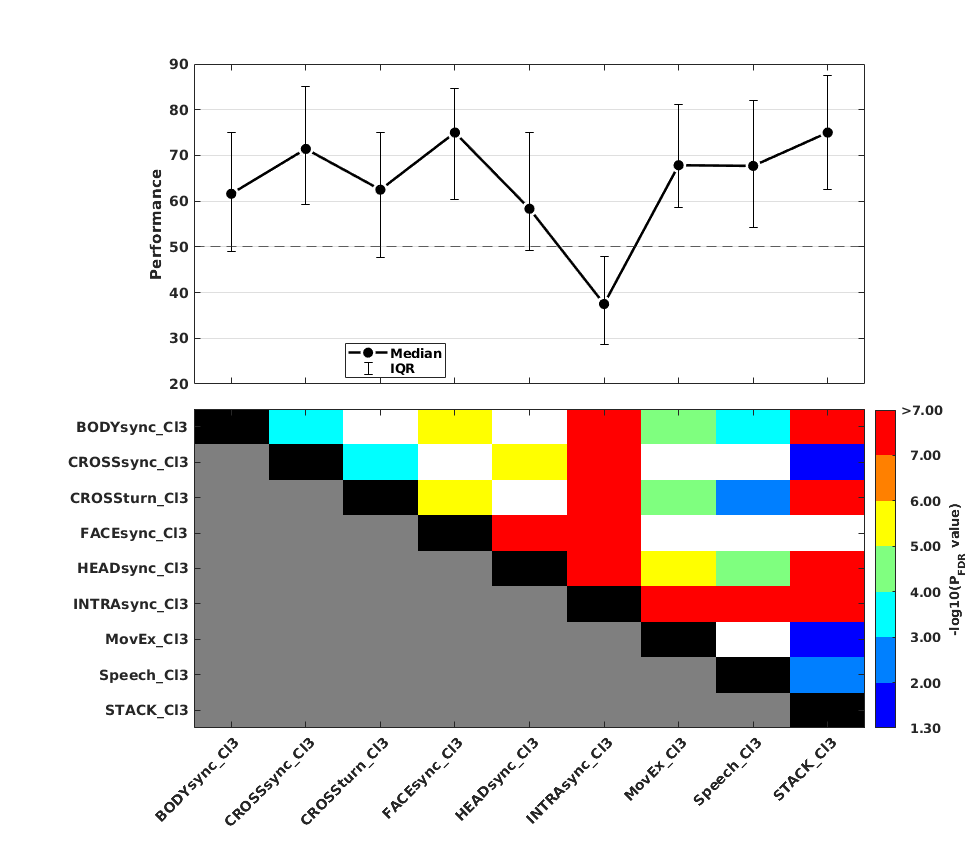 90
80
70
60
50
40
30
20
Performance
Median
IQR
BODYsync_Cl3
CROSSsync_Cl3
CROSSturn_Cl3
FACEsync_Cl3
HEADsync_Cl3
INTRAsync_Cl3
MovEx_Cl3
Speech_Cl3
STACK_Cl3
>7.00
7.00
6.00
5.00
4.00
3.00
2.00
1.30
-log10(PFDR value)
BODYsync_Cl3
CROSSsync_Cl3
CROSSturn_Cl3
FACEsync_Cl3
HEADsync_Cl3
INTRAsync_Cl3
MovEx_Cl3
Speech_Cl3
STACK_Cl3